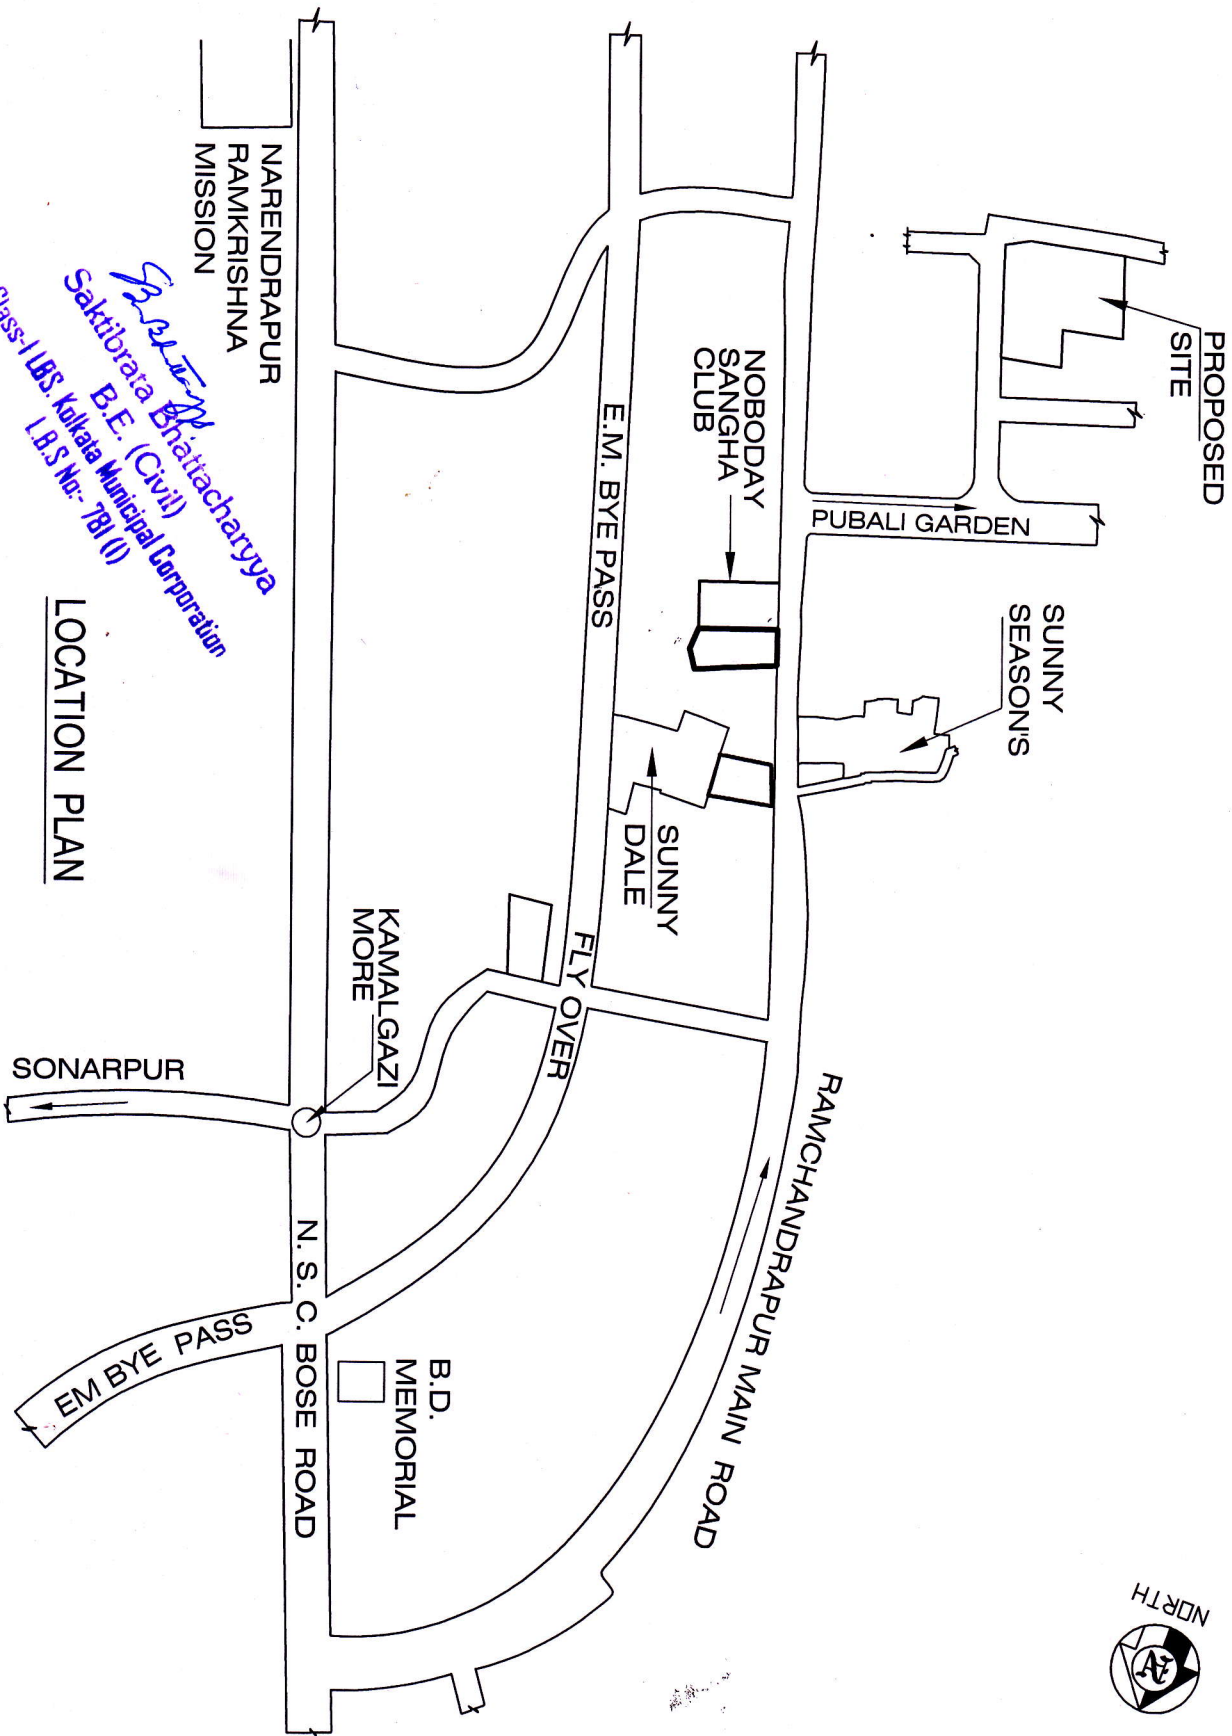 PROPOSED
SITE
SUNNY
SEASON'S
PUBALI GARDEN
NOBODAY
SANGHA
CLUB
RAMCHANDRAPUR MAIN ROAD
SUNNY
DALE
E.M. BYE PASS
FLY OVER
KAMALGAZI
MORE
B.D.
MEMORIAL
N. S. C. BOSE ROAD
NARENDRAPUR
RAMKRISHNA
MISSION
SONARPUR
EM BYE PASS
NORTH
Saktibrata Bhattacharyya
B.E. (Civil)
Class-I LBS. Kolkata Municipal Corporation
L.B.S No:- 781 (I)
LOCATION PLAN